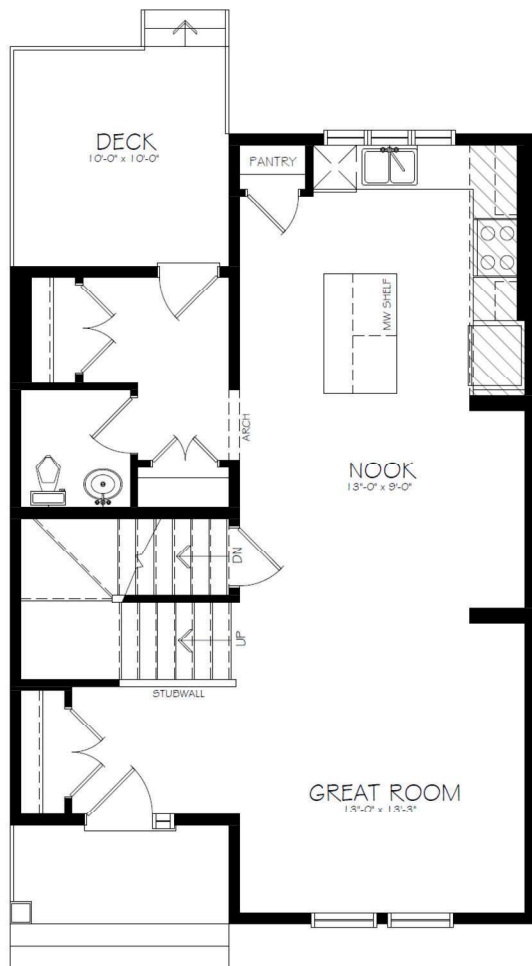 DECK
10'-0" x 10'-0"
PANTRY
MW SHELF
ARCH
NOOK
13'-0" x 9'-0"
DN
UP
STUBWALL
GREAT ROOM
13'-0" x 13'-3"